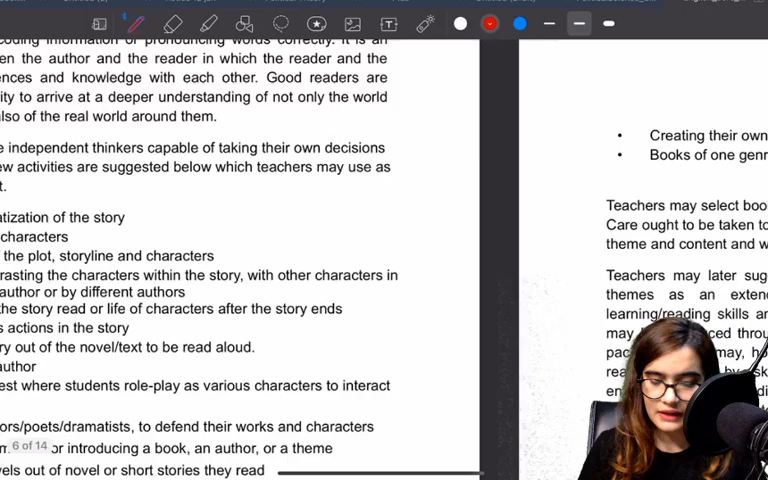 coding information or pronouncing words correctly. It is an
en the author and the reader in which the reader and the
ences and knowledge with each other. Good readers are
ity to arrive at a deeper understanding of not only the world
also of the real world around them.
e independent thinkers capable of taking their own decisions
ew activities are suggested below which teachers may use as
t.
atization of the story
characters
the plot, storyline and characters
rasting the characters within the story, with other characters in
author or by different authors
the story read or life of characters after the story ends
s actions in the story
ry out of the novel/text to be read aloud.
author
est where students role-play as various characters to interact
ors/poets/dramatists, to defend their works and characters
6 of 14
or introducing a book, an author, or a theme
vels out of novel or short stories they read
• Creating their own
• Books of one genr
Teachers may select boo
Care ought to be taken to
theme and content and w
Teachers may later sug
themes as an exten
learning/reading skills a
may
ced throu
pac
may, ho
rea
by sk
en